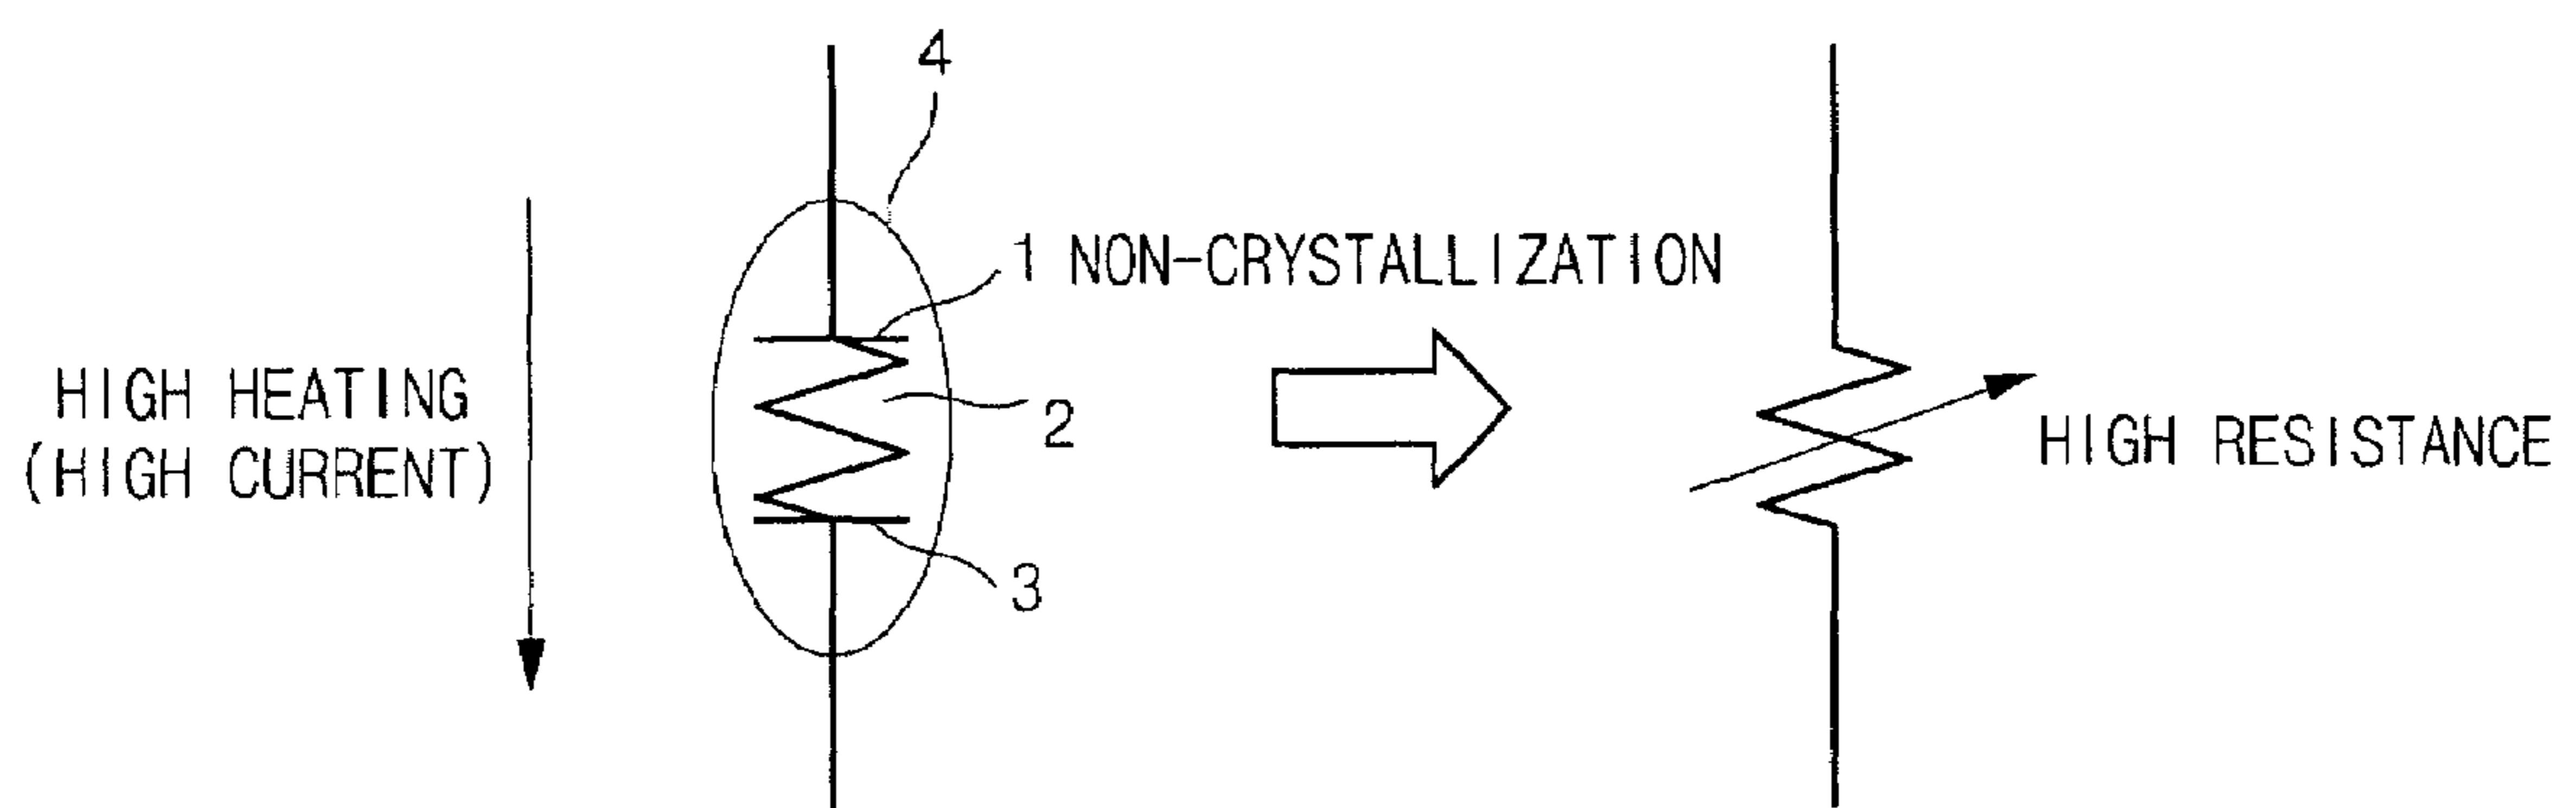 4
1 NON-CRYSTALLIZATION
HIGH HEATING
(HIGH CURRENT)
2
HIGH RESISTANCE
3